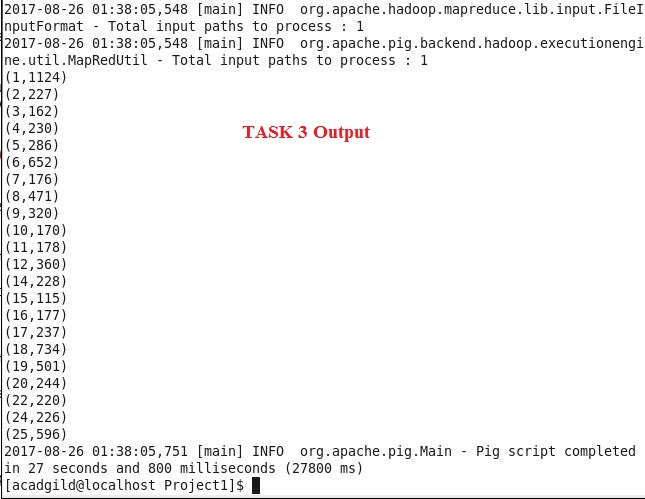 2017-08-26 01:38:05,548 [main] INFO  org.apache.hadoop.mapreduce.lib.input.FileI
nputFormat - Total input paths to process : 1
2017-08-26 01:38:05,548 [main] INFO  org.apache.pig.backend.hadoop.executionengi
ne.util.MapRedUtil - Total input paths to process : 1
(1,1124)
(2,227)
(3,162)
(4,230)
TASK 3 Output
(5,286)
(6,652)
(7,176)
(8,471)
(9,320)
(10,170)
(11,178)
(12,360)
(14,228)
(15,115)
(16,177)
(17,237)
(18,734)
(19,501)
(20,244)
(22,220)
(24,226)
(25,596)
2017-08-26 01:38:05,751 [main] INFO  org.apache.pig.Main - Pig script completed
in 27 seconds and 800 milliseconds (27800 ms)
[acadgild@localhost Project1]$